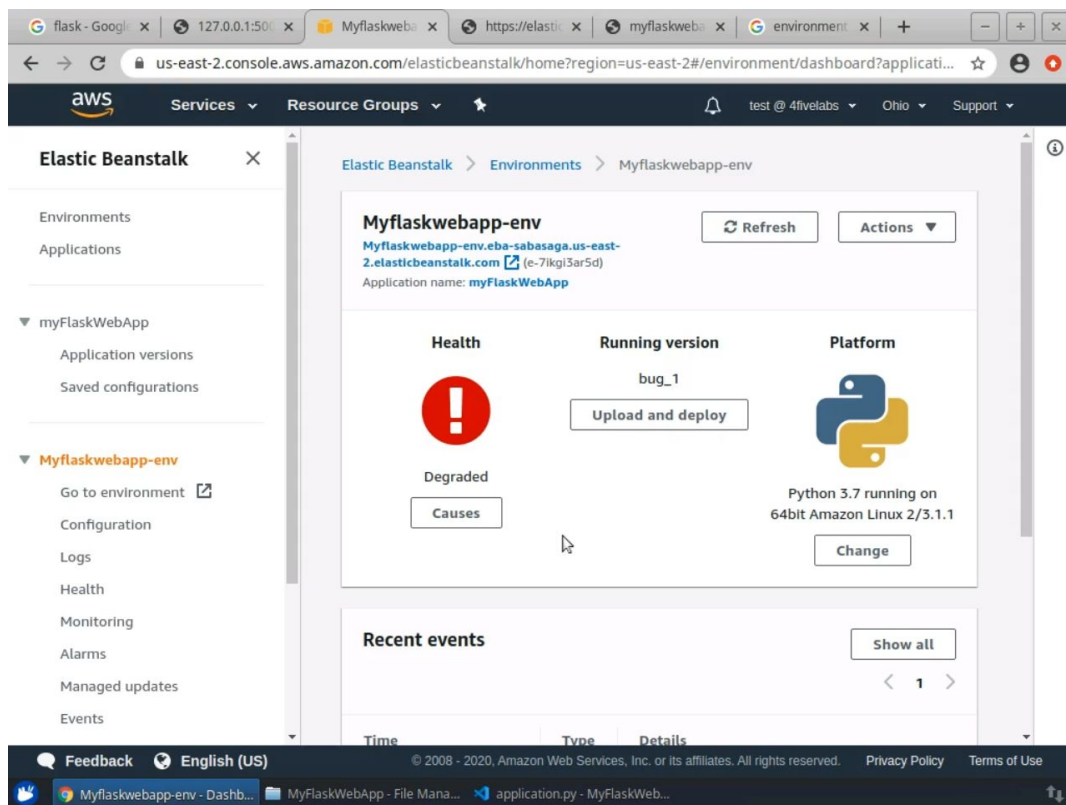 flask - Google
127.0.0.1:500
Myflaskweba
https://elastic
myflaskweba
environment
us-east-2.console.aws.amazon.com/elasticbeanstalk/home?region=us-east-2#/environment/dashboard?applicati...
aws
Services
Resource Groups
test @ 4fivelabs
Ohio
Support
Elastic Beanstalk
Environments
Applications
myFlaskWebApp
Application versions
Saved configurations
Myflaskwebapp-env
Go to environment
Configuration
Logs
Health
Monitoring
Alarms
Managed updates
Events
Elastic Beanstalk > Environments > Myflaskwebapp-env
Myflaskwebapp-env
Refresh
Actions
Myflaskwebapp-env.eba-sabasaga.us-east-
2.elasticbeanstalk.com (e-7ikgi3ar5d)
Application name: myFlaskWebApp
Health
Degraded
Causes
Running version
bug_1
Upload and deploy
Platform
Python 3.7 running on
64bit Amazon Linux 2/3.1.1
Change
Recent events
Show all
1
Time
Type
Details
Feedback
English (US)
© 2008 - 2020, Amazon Web Services, Inc. or its affiliates. All rights reserved.
Privacy Policy
Terms of Use
Myflaskwebapp-env - Dashb...
MyFlaskWebApp - File Mana...
application.py - MyFlaskWeb...